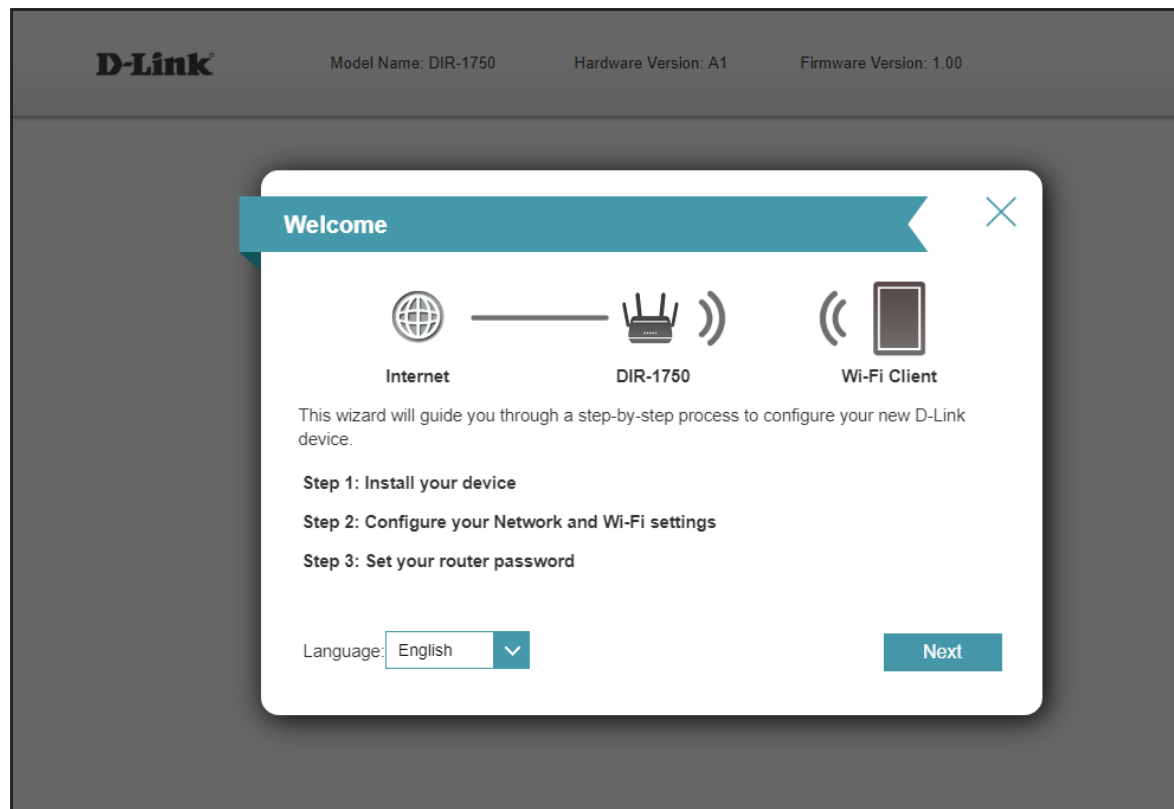 D-Link
Model Name: DIR-1750
Hardware Version: A1
Firmware Version: 1.00
Welcome
Internet
DIR-1750
Wi-Fi Client
This wizard will guide you through a step-by-step process to configure your new D-Link
device.
Step 1: Install your device
Step 2: Configure your Network and Wi-Fi settings
Step 3: Set your router password
Language: English
Next